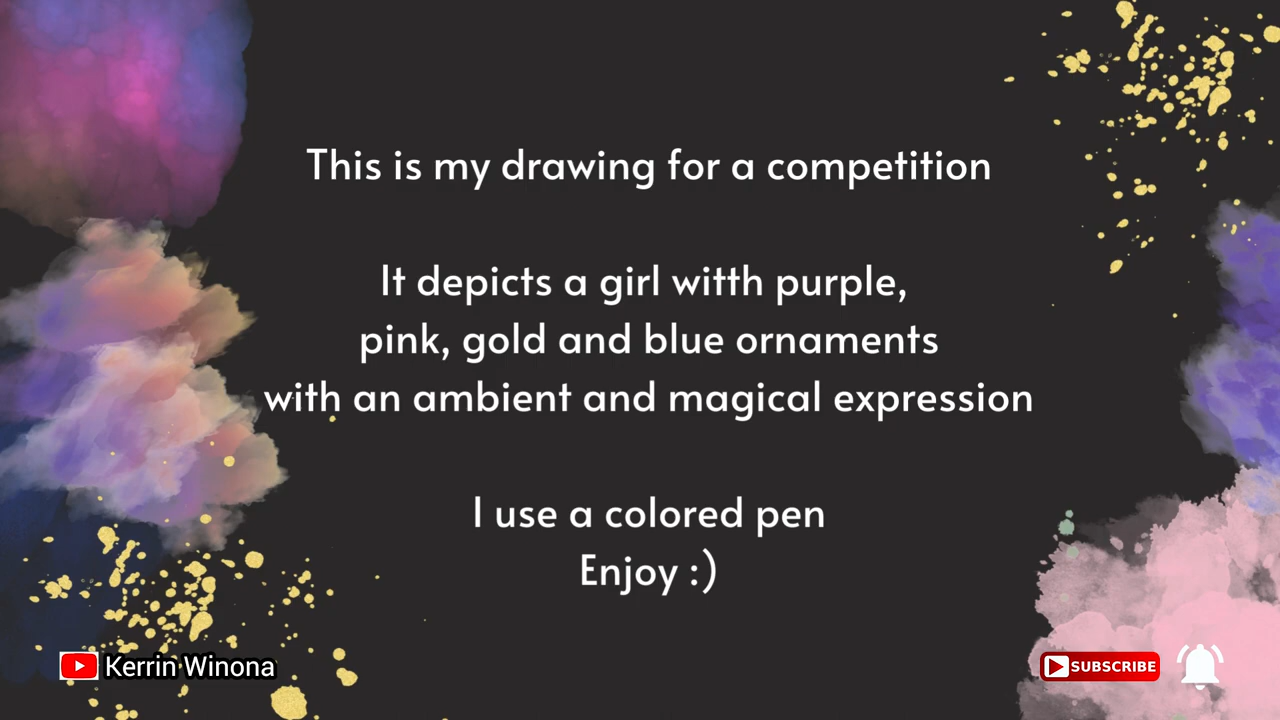 This is my drawing for a competition
It depicts a girl witth purple,
pink, gold and blue ornaments
with an ambient and magical expression
I use a colored pen
Enjoy :)
Kerrin Winona
SUBSCRIBE